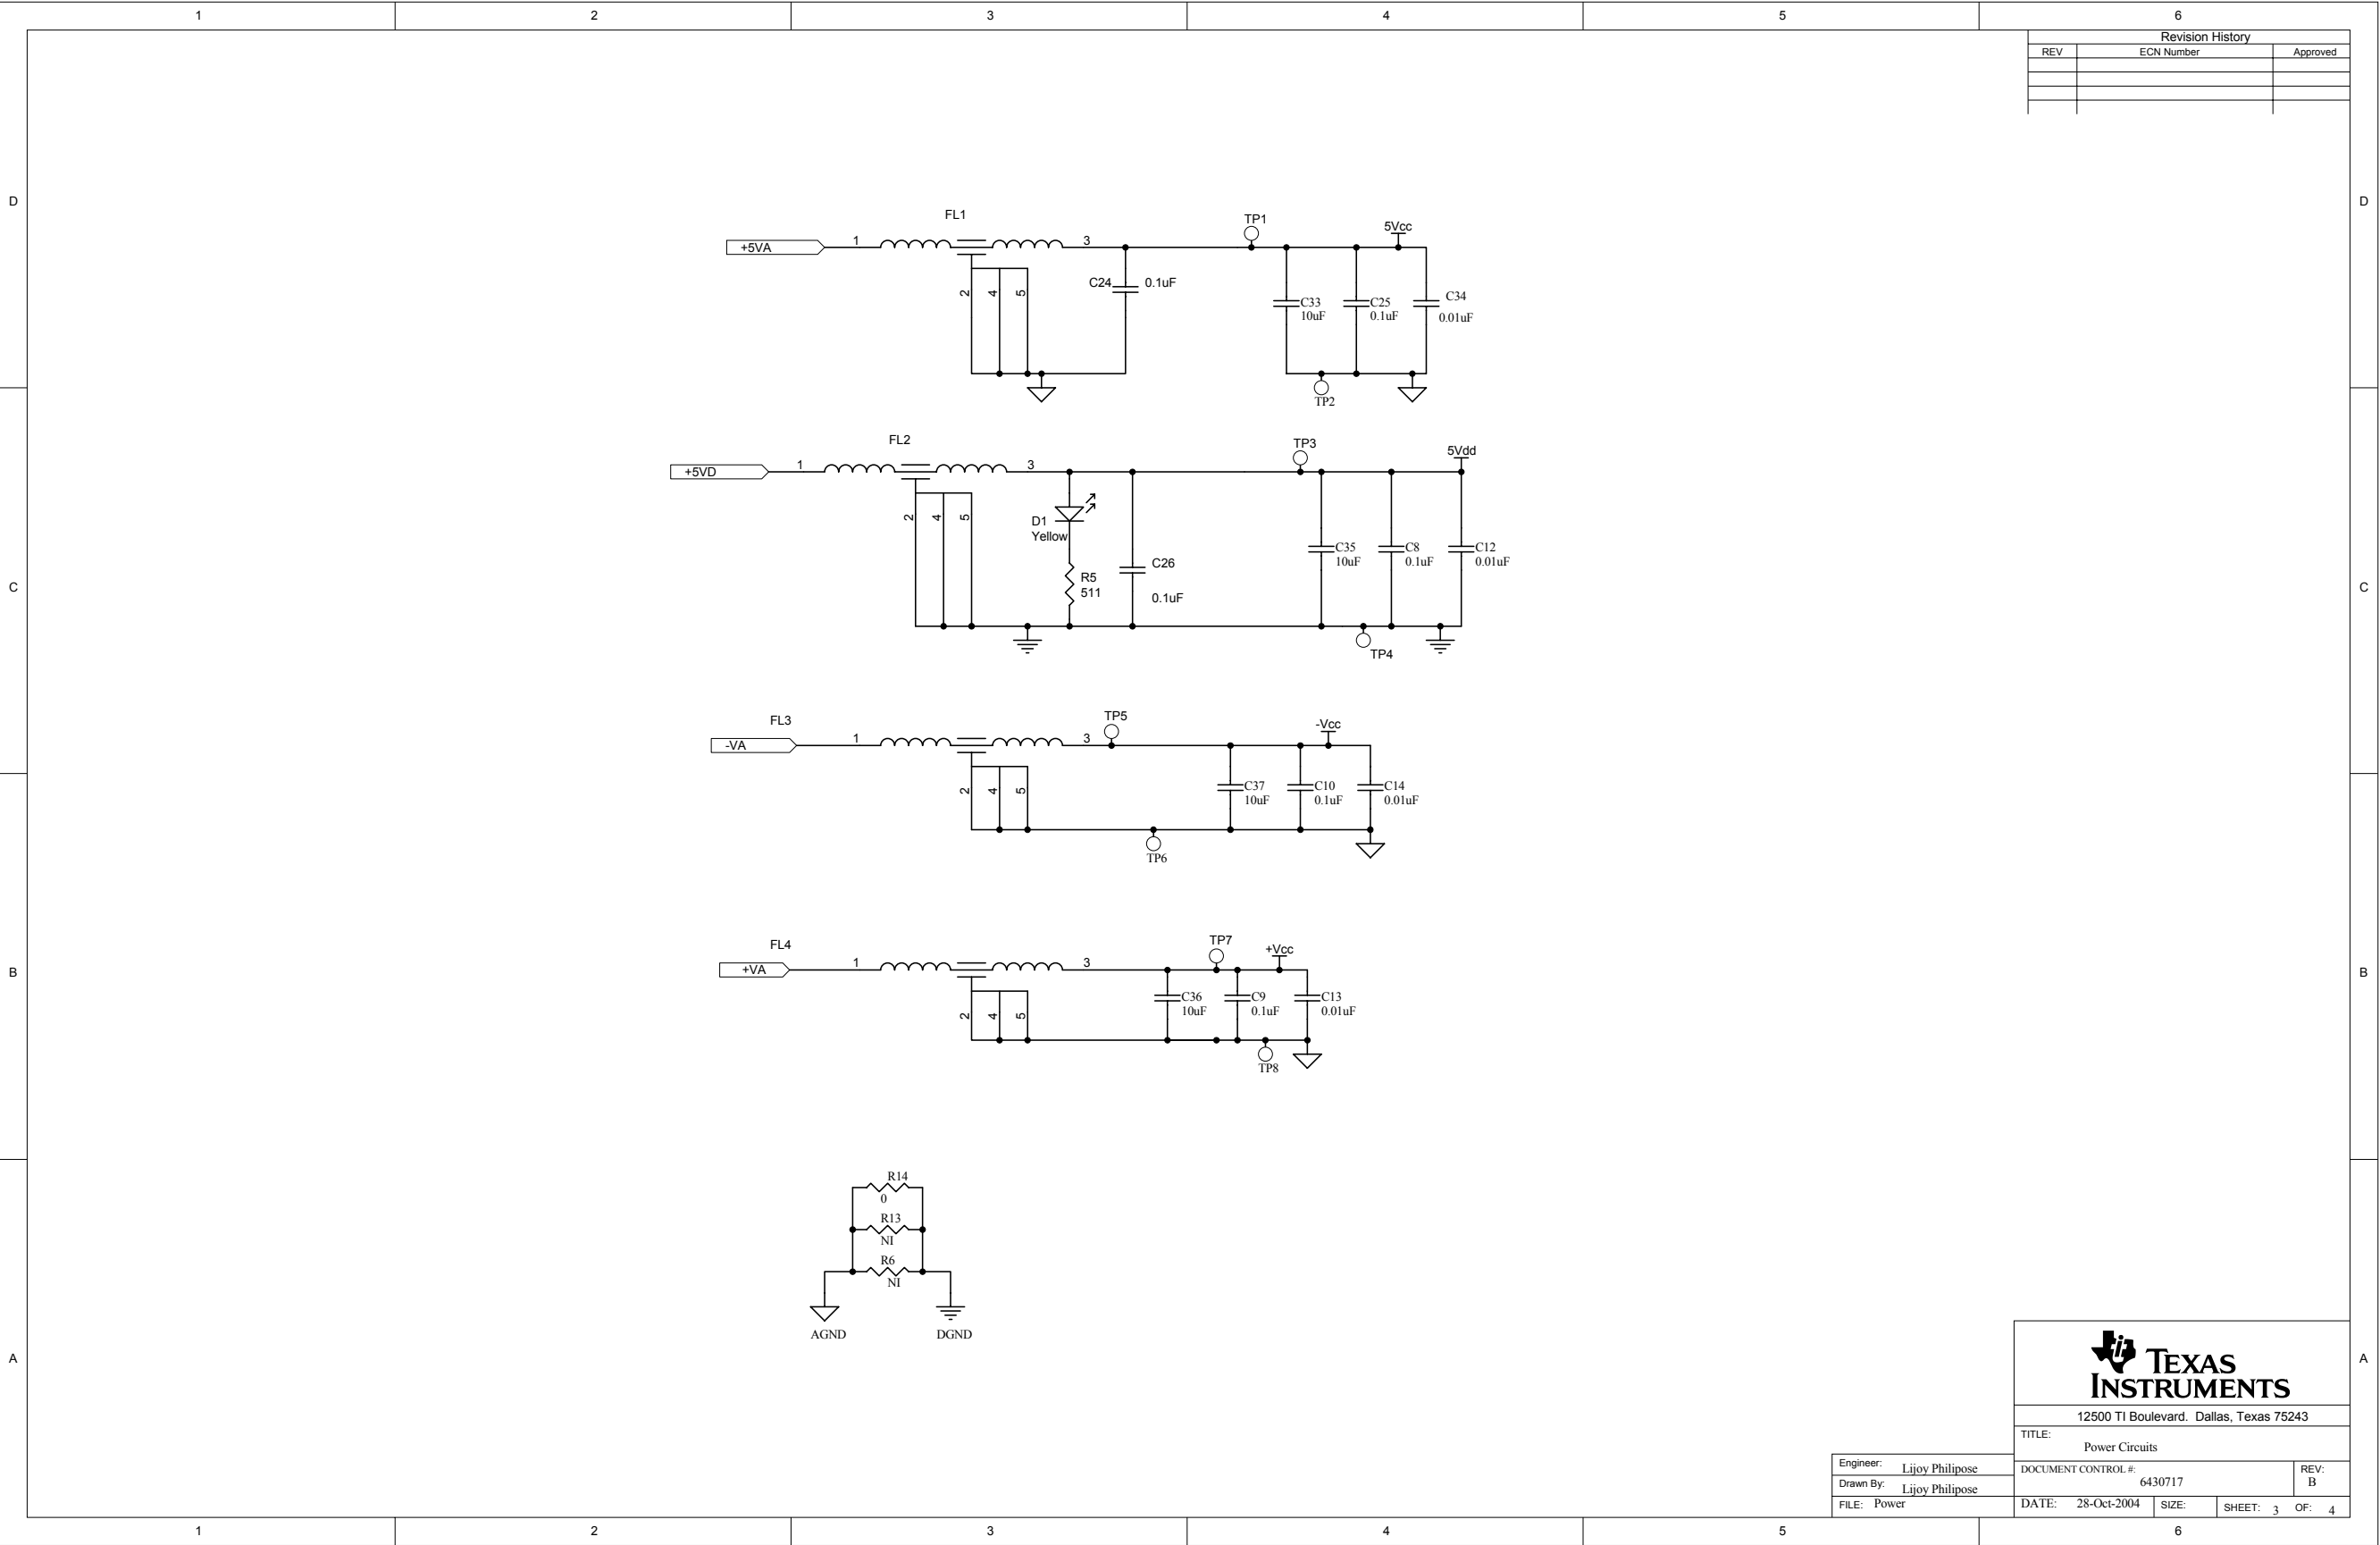 1 2 3 4 5 6
Revision History
REV ECN Number Approved
D D
FL1
+5VA 1 3 TP1 5Vcc
2 4 5
C24 0.1uF
C33 10uF
C25 0.1uF
C34 0.01uF
TP2
FL2
+5VD 1 3 TP3 5Vdd
2 4 5
D1
Yellow
R5
511
C26
0.1uF
C35 10uF
C8 0.1uF
C12 0.01uF
TP4
C C
FL3
-VA 1 3 TP5 -Vcc
2 4 5
C37 10uF
C10 0.1uF
C14 0.01uF
TP6
FL4
+VA 1 3 TP7 +Vcc
2 4 5
C36 10uF
C9 0.1uF
C13 0.01uF
TP8
B B
R14
0
R13
NI
R6
NI
AGND DGND
A A
TEXAS
INSTRUMENTS
12500 TI Boulevard. Dallas, Texas 75243
TITLE:
Power Circuits
Engineer: Lijoy Philipose
Drawn By: Lijoy Philipose
FILE: Power
DOCUMENT CONTROL #: 6430717
REV: B
DATE: 28-Oct-2004 SIZE: SHEET: 3 OF: 4
1 2 3 4 5 6